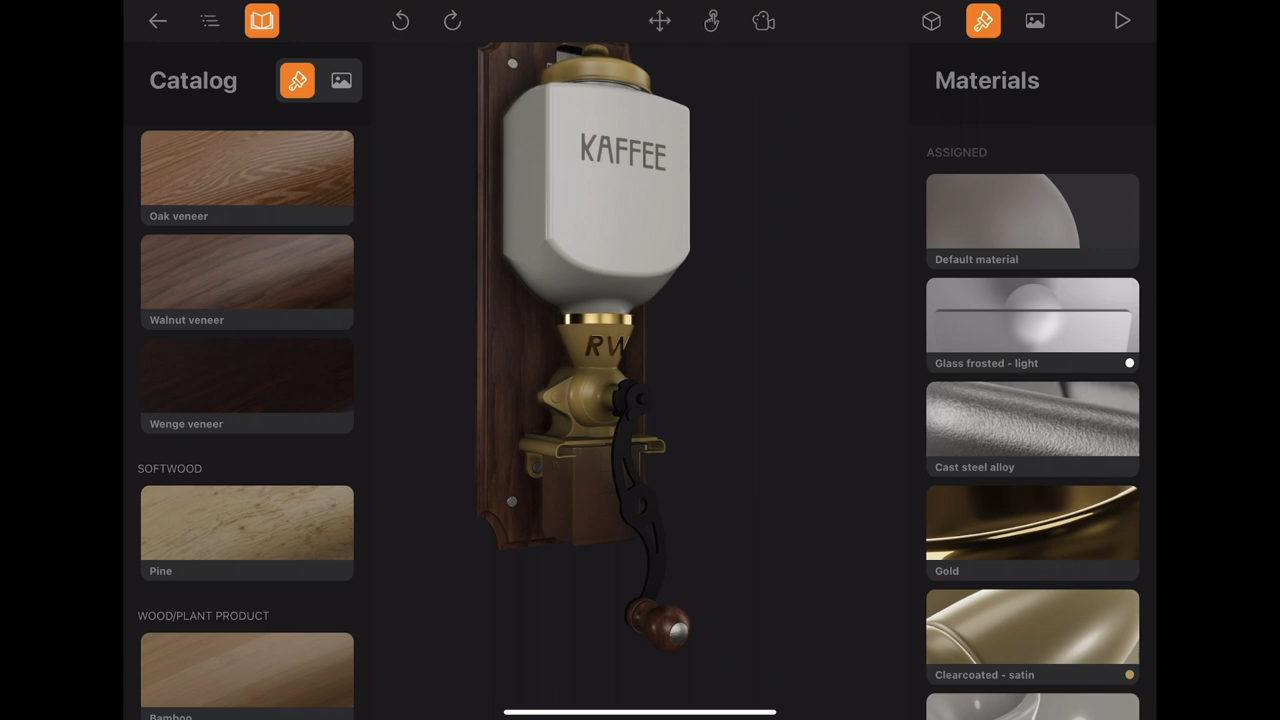 Catalog
Oak veneer
Walnut veneer
Wenge veneer
SOFTWOOD
Pine
WOOD/PLANT PRODUCT
Bamboo
KAFFEE
RW
Materials
ASSIGNED
Default material
Glass frosted - light
Cast steel alloy
Gold
Clearcoated - satin